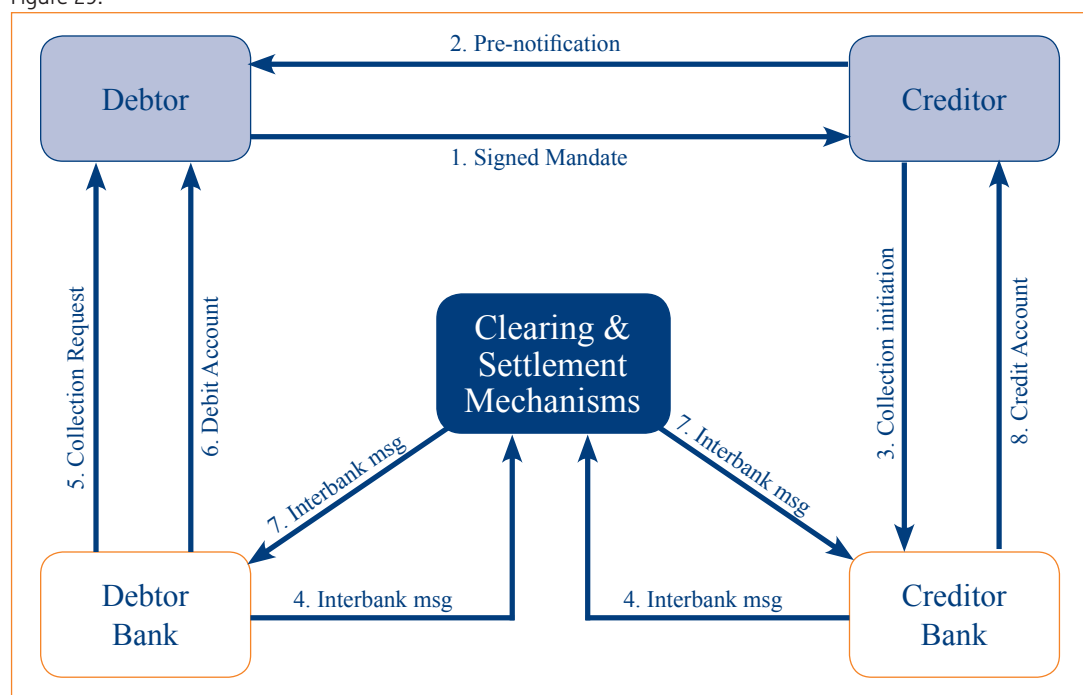 Figure 29.
2. Pre-notification
Debtor
Creditor
1. Signed Mandate
5. Collection Request
6. Debit Account
Clearing &
Settlement
Mechanisms
3. Collection initiation
8. Credit Account
7. Interbank msg
7. Interbank msg
Debtor
Bank
4. Interbank msg
4. Interbank msg
Creditor
Bank